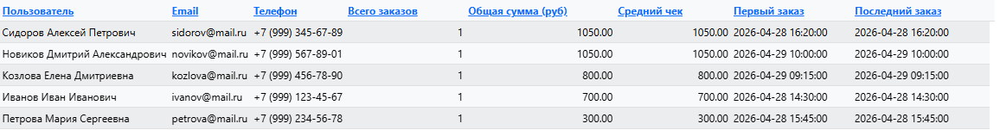 Пользователь Email Телефон Всего заказов Общая сумма (руб) Средний чек Первый заказ Последний заказ
Сидоров Алексей Петрович sidorov@mail.ru +7 (999) 345-67-89 1 1050.00 1050.00 2026-04-28 16:20:00 2026-04-28 16:20:00
Новиков Дмитрий Александрович novikov@mail.ru +7 (999) 567-89-01 1 1050.00 1050.00 2026-04-29 10:00:00 2026-04-29 10:00:00
Козлова Елена Дмитриевна kozlova@mail.ru +7 (999) 456-78-90 1 800.00 800.00 2026-04-29 09:15:00 2026-04-29 09:15:00
Иванов Иван Иванович ivanov@mail.ru +7 (999) 123-45-67 1 700.00 700.00 2026-04-28 14:30:00 2026-04-28 14:30:00
Петрова Мария Сергеевна petrova@mail.ru +7 (999) 234-56-78 1 300.00 300.00 2026-04-28 15:45:00 2026-04-28 15:45:00